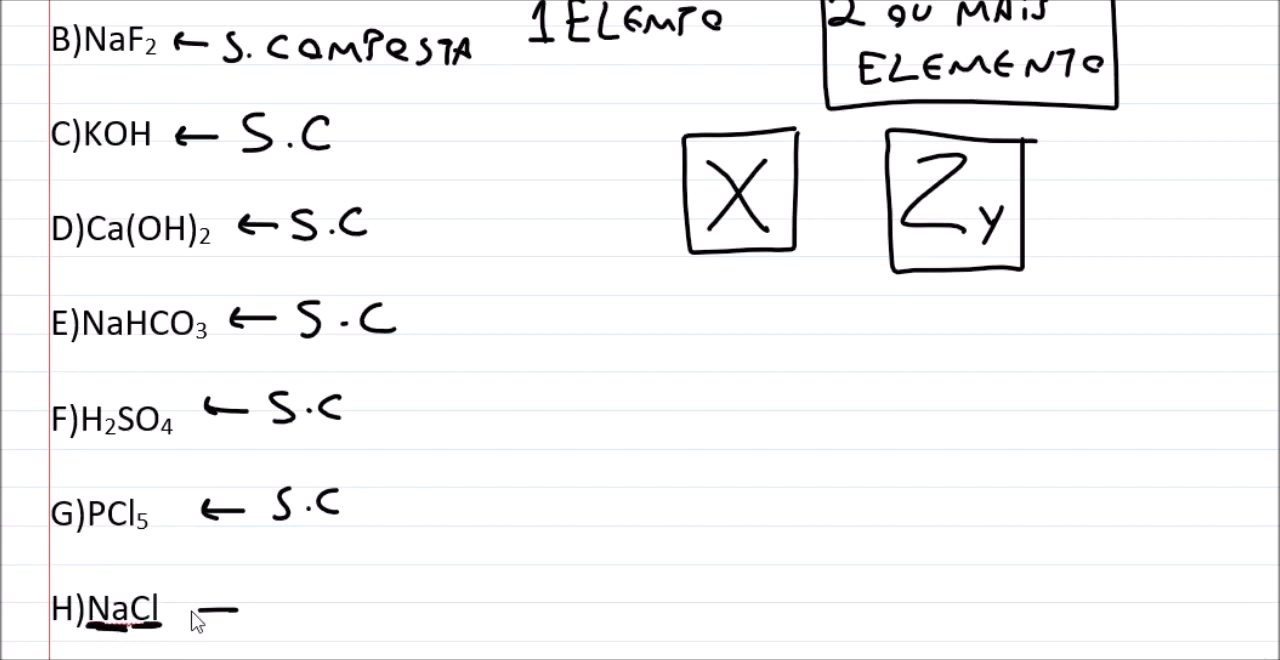 B)NaF₂ ← S. COMPOSTA
1 ELEMTO
2 OU MAIS
ELEMENTO
C)KOH ← S.C
X
Zy
D)Ca(OH)₂ ← S.C
E)NaHCO₃ ← S.C
F)H₂SO₄ ← S.C
G)PCl₅ ← S.C
H)NaCl